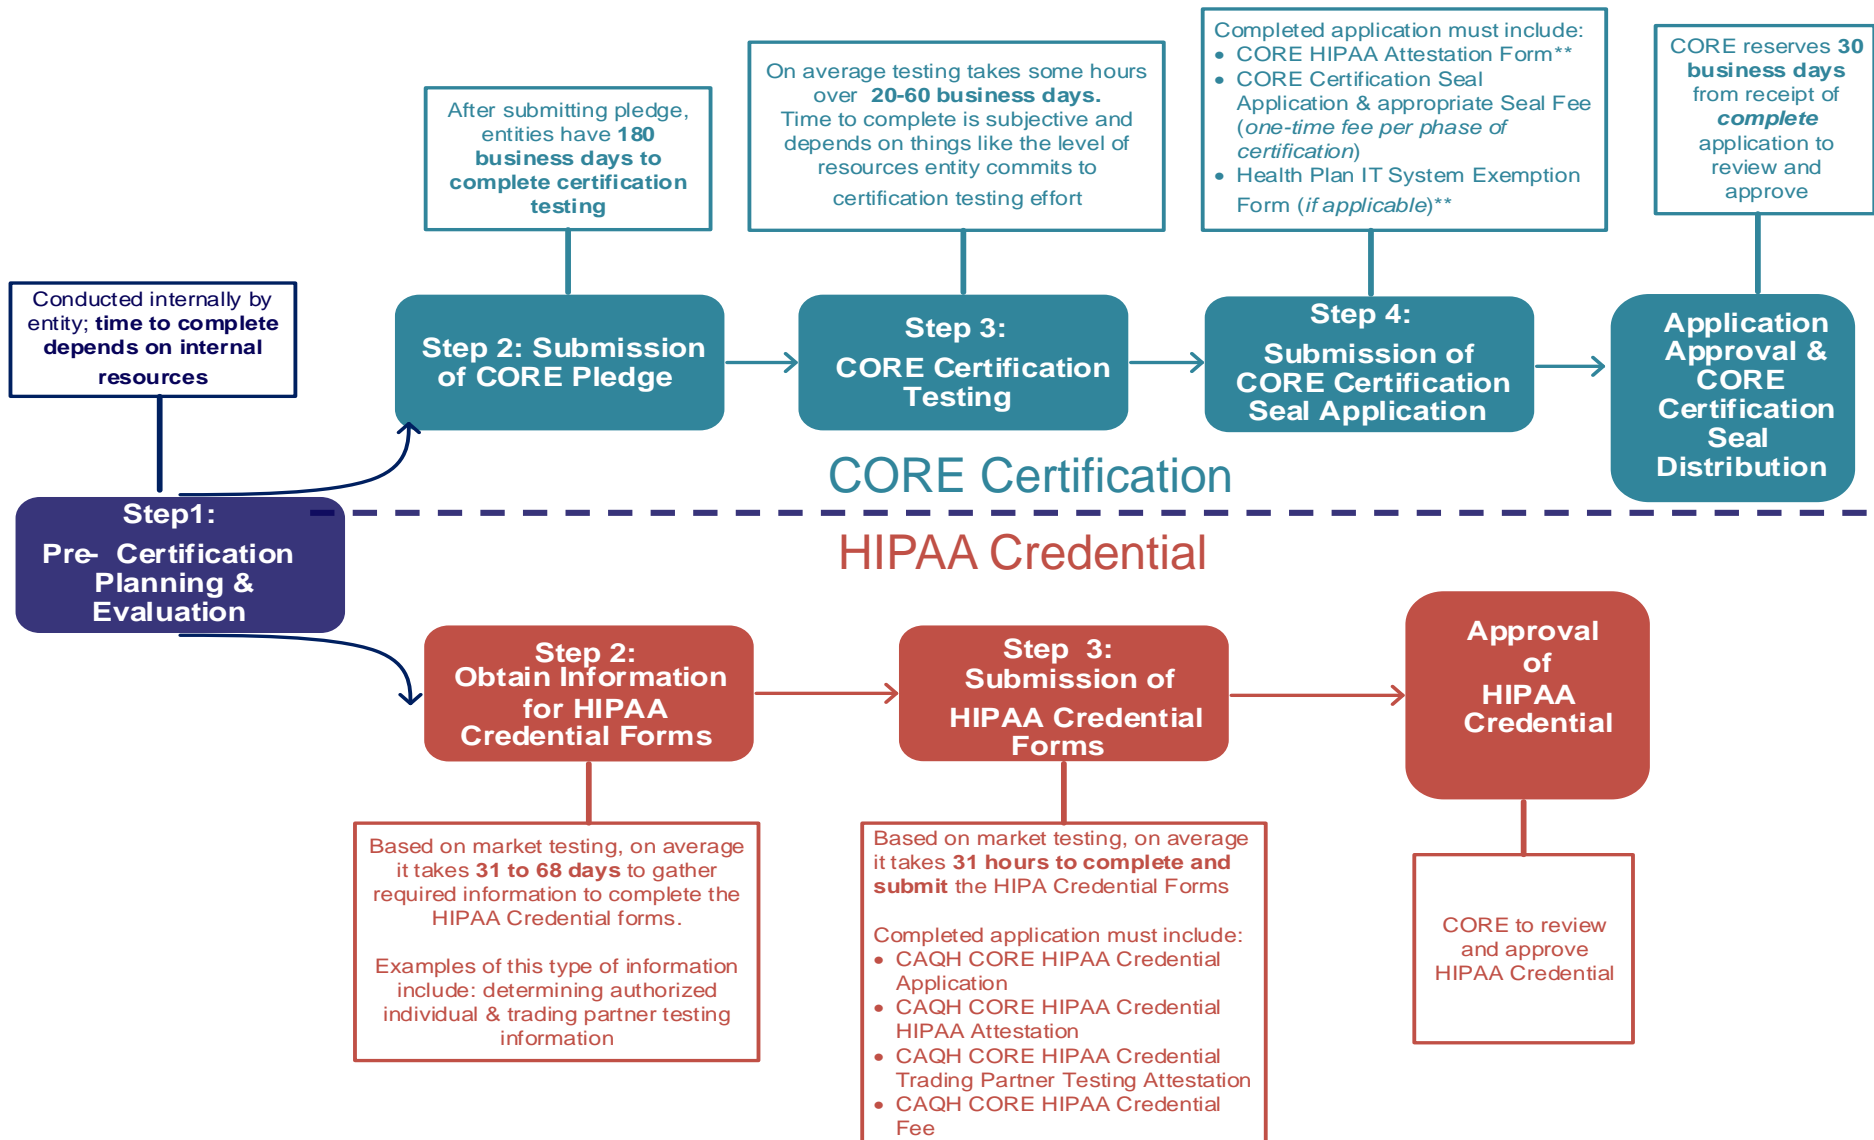 Completed application must include:
• CORE HIPAA Attestation Form**
• CORE Certification Seal
Application & appropriate Seal Fee
(one-time fee per phase of
certification)
• Health Plan IT System Exemption
Form (if applicable)**
CORE reserves 30
business days
from receipt of
complete
application to
review and
approve
On average testing takes some hours
over 20-60 business days.
Time to complete is subjective and
depends on things like the level of
resources entity commits to
certification testing effort
After submitting pledge,
entities have 180
business days to
complete certification
testing
Conducted internally by
entity; time to complete
depends on internal
resources
Step 2: Submission
of CORE Pledge
Step 3:
CORE Certification
Testing
Step 4:
Submission of
CORE Certification
Seal Application
Application
Approval &
CORE
Certification
Seal
Distribution
CORE Certification
Step1:
Pre- Certification
Planning &
Evaluation
HIPAA Credential
Step 2:
Obtain Information
for HIPAA
Credential Forms
Step 3:
Submission of
HIPAA Credential
Forms
Approval
of
HIPAA
Credential
Based on market testing, on average
it takes 31 to 68 days to gather
required information to complete the
HIPAA Credential forms.
Examples of this type of information
include: determining authorized
individual & trading partner testing
information
Based on market testing, on average
it takes 31 hours to complete and
submit the HIPA Credential Forms
Completed application must include:
• CAQH CORE HIPAA Credential
Application
• CAQH CORE HIPAA Credential
HIPAA Attestation
• CAQH CORE HIPAA Credential
Trading Partner Testing Attestation
• CAQH CORE HIPAA Credential
Fee
CORE to review
and approve
HIPAA Credential